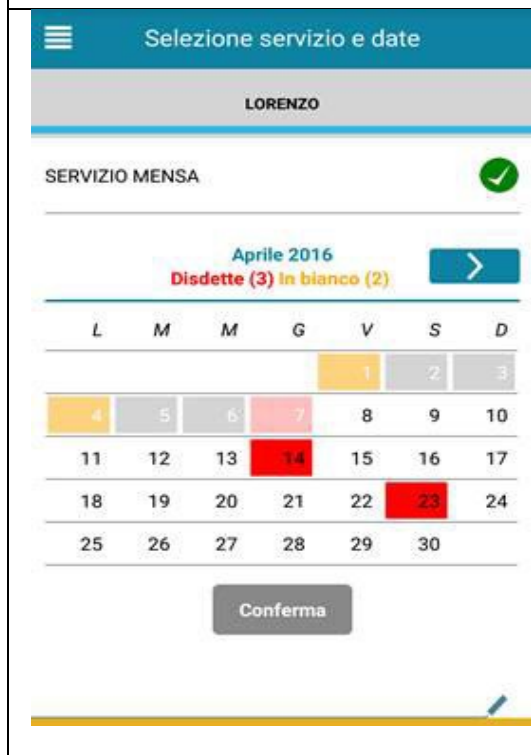 Selezione servizio e date
LORENZO
SERVIZIO MENSA
Aprile 2016
Disdette (3) In bianco (2)
L M M G V S D
1 2 3
4 5 6 7 8 9 10
11 12 13 14 15 16 17
18 19 20 21 22 23 24
25 26 27 28 29 30
Conferma